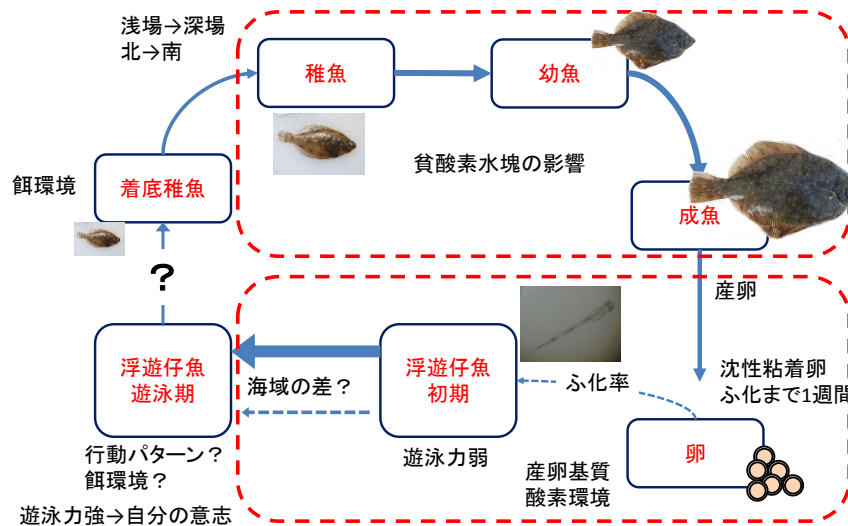 浅場→深場
北→南
稚魚
幼魚
貧酸素水塊の影響
餌環境
着底稚魚
成魚
?
産卵
浮遊仔魚
遊泳期
海域の差?
浮遊仔魚
初期
ふ化率
沈性粘着卵
ふ化まで1週間
卵
行動パターン?
餌環境?
遊泳力弱
産卵基質
酸素環境
遊泳力強→自分の意志